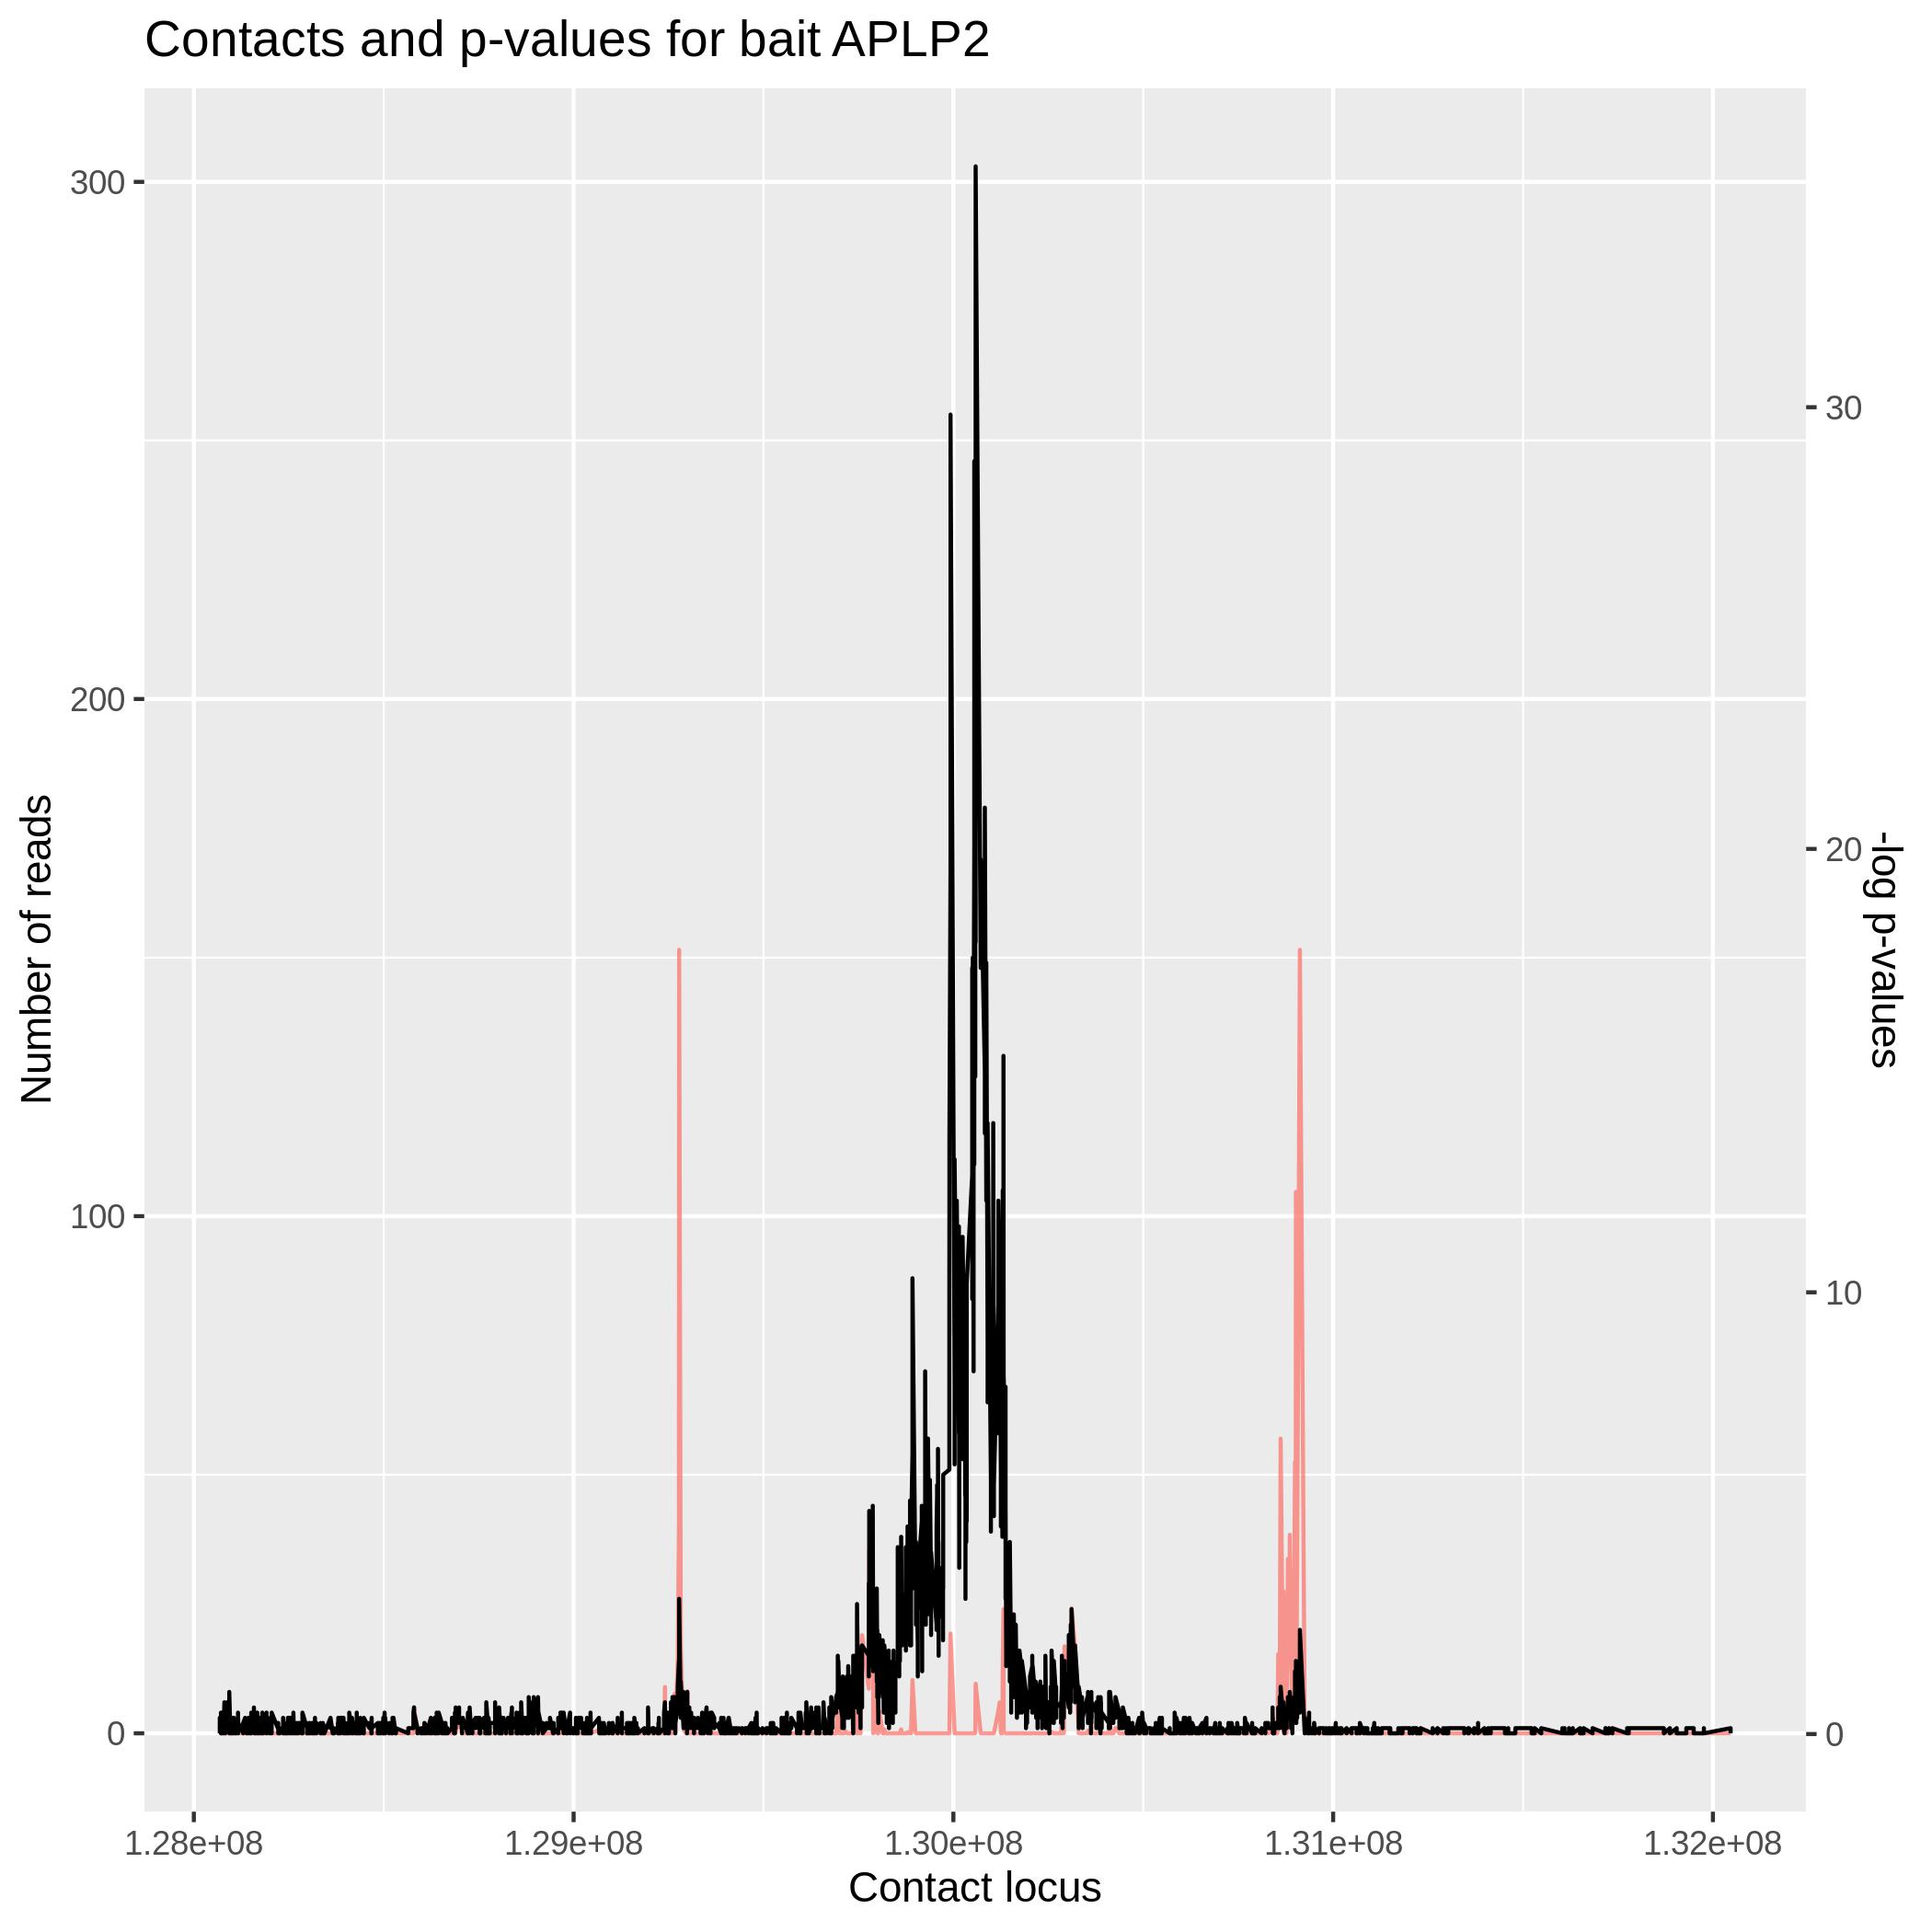 Contacts and p-values for bait APLP2
300
200
100
0
Number of reads
30
20
10
0
-log p-values
1.28e+08
1.29e+08
1.30e+08
1.31e+08
1.32e+08
Contact locus